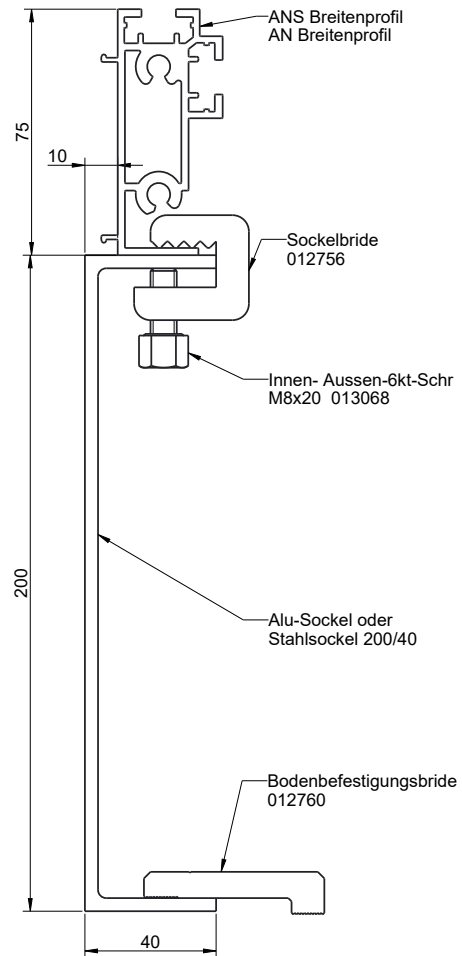 ANS Breitenprofil
AN Breitenprofil
75
10
Sockelbride
012756
Innen- Aussen-6kt-Schr
M8x20 013068
200
Alu-Sockel oder
Stahlsockel 200/40
Bodenbefestigungsbride
012760
40